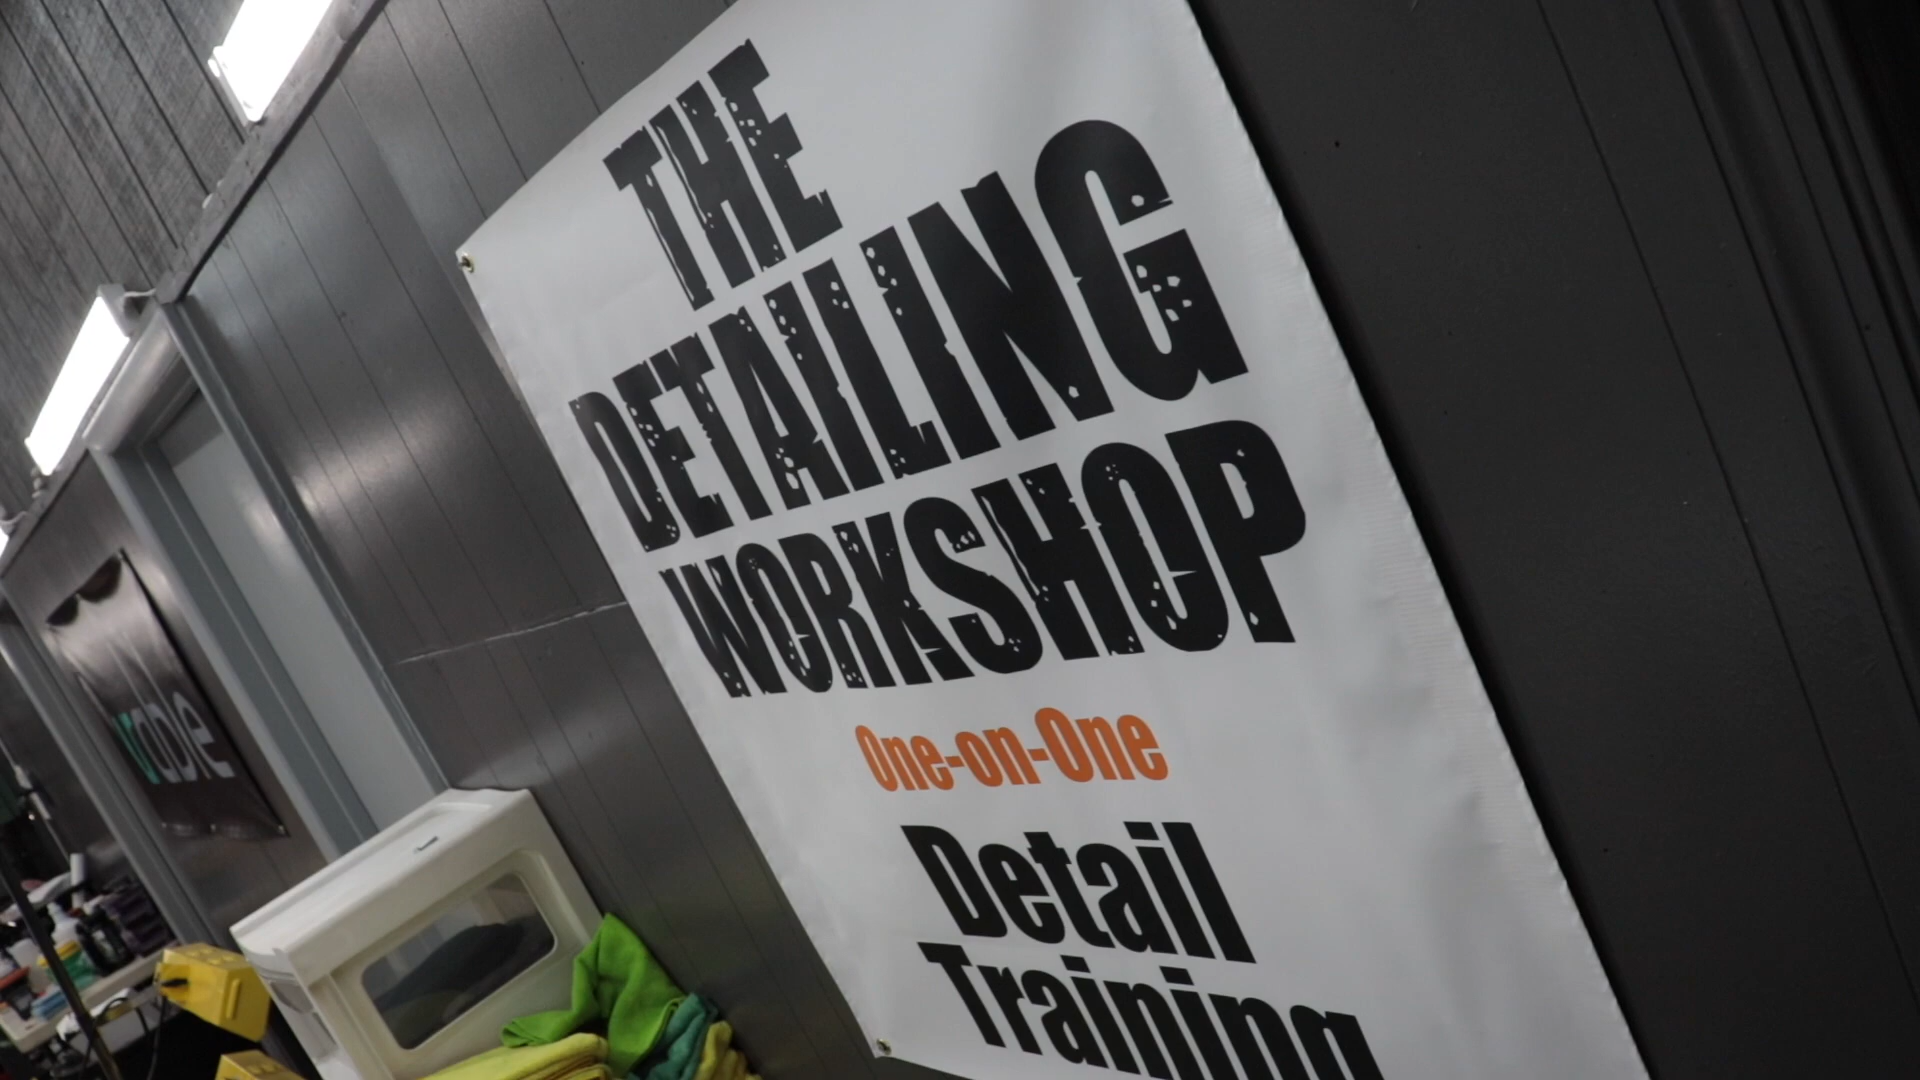 THE
DETAILING
WORKSHOP
One-on-One
Detail
Training